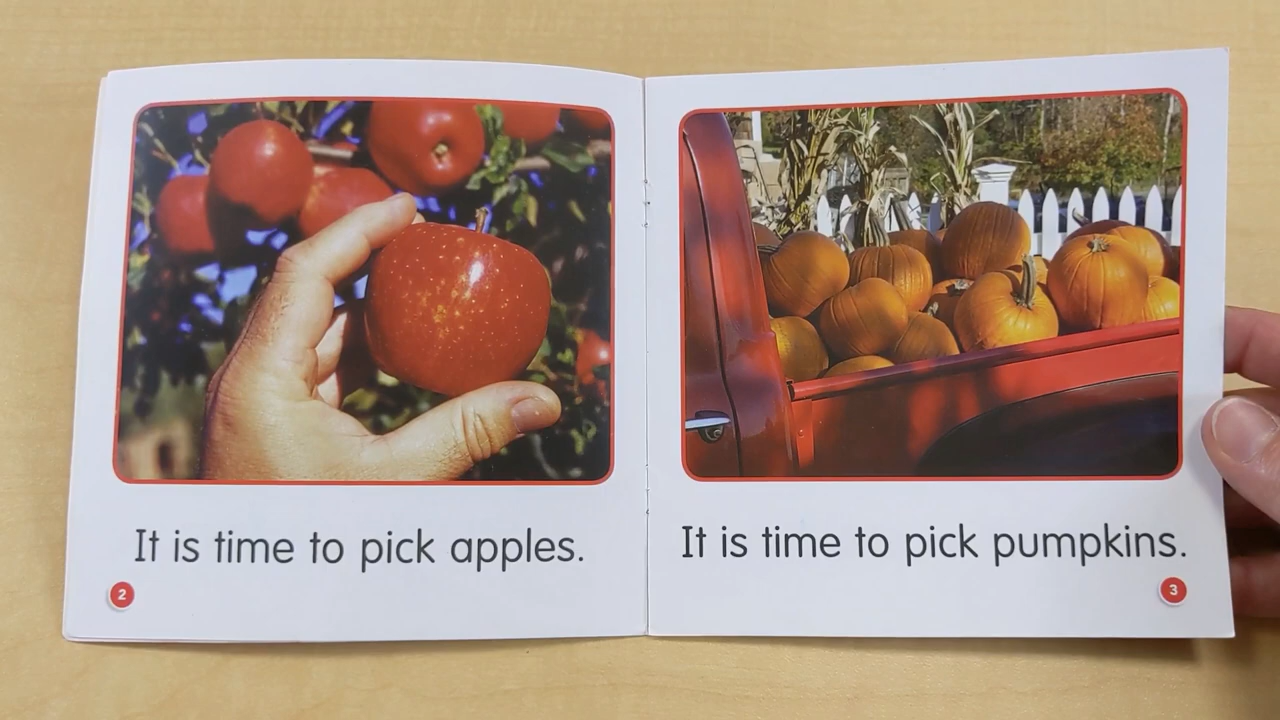 It is time to pick apples.
2
It is time to pick pumpkins.
3